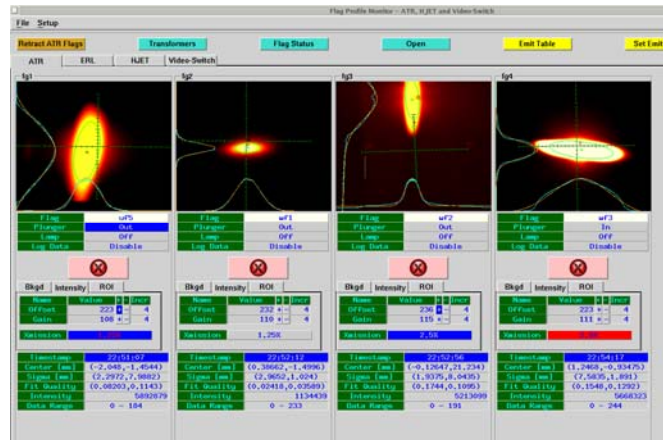 Flag Profile Monitor - ATR, HJET and Video-Switch
File Setup
Retract ATR Flags Transformers Flag Status Open Emit Table Set Emit
ATR ERL HJET Video-Switch
fg1 fg2 fg3 fg4
Flag uf5 Flag wf1 Flag wf2 Flag wf3
Plunger Out Plunger Out Plunger Out Plunger In
Lamp Off Lamp Off Lamp Off Lamp Off
Log Data Disable Log Data Disable Log Data Disable Log Data Disable
Bkgd Intensity ROI Bkgd Intensity ROI Bkgd Intensity ROI Bkgd Intensity ROI
Name Value + - Incr Name Value + - Incr Name Value + - Incr Name Value + - Incr
Offset 223 + - 4 Offset 232 + - 4 Offset 236 + - 4 Offset 223 + - 4
Gain 108 + - 4 Gain 110 + - 4 Gain 115 + - 4 Gain 111 + - 4
Xmission Xmission 1.25% Xmission 2.5% Xmission
Timestamp 22:51:07 Timestamp 22:52:12 Timestamp 22:52:56 Timestamp 22:54:17
Center [mm] (-2.048,-1.4544) Center [mm] (0.38662,-1.4996) Center [mm] (-0.12647,21.234) Center [mm] (1.2468,-0.93475)
Sigma [mm] (2.2972,7.9882) Sigma [mm] (2.9652,1.024) Sigma [mm] (1.9375,8.0435) Sigma [mm] (7.5835,1.891)
Fit Quality (0.08203,0.1143) Fit Quality (0.02418,0.03589) Fit Quality (0.1744,0.1095) Fit Quality (0.1548,0.1292)
Intensity 5892879 Intensity 1134439 Intensity 5213099 Intensity 5668323
Data Range 0 - 184 Data Range 0 - 233 Data Range 0 - 191 Data Range 0 - 244